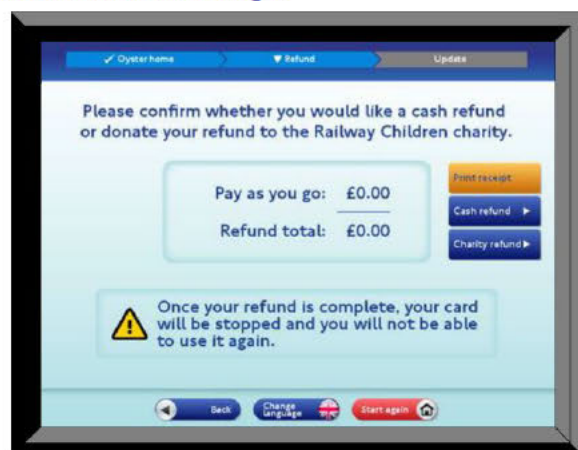 Oyster home
Refund
Update
Please confirm whether you would like a cash refund
or donate your refund to the Railway Children charity.
Pay as you go: £0.00
Refund total: £0.00
Print receipt
Cash refund
Charity refund
Once your refund is complete, your card
will be stopped and you will not be able
to use it again.
Back
Change
language
Start again